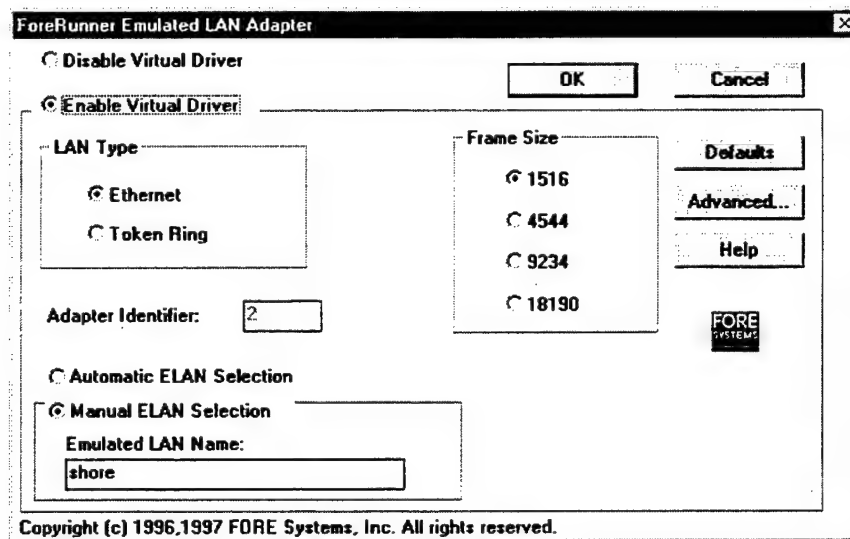 ForeRunner Emulated LAN Adapter
Disable Virtual Driver
OK
Cancel
Enable Virtual Driver
LAN Type
Ethernet
Token Ring
Frame Size
1516
4544
9234
18190
Defaults
Advanced...
Help
Adapter Identifier:
2
FORE
SYSTEMS
Automatic ELAN Selection
Manual ELAN Selection
Emulated LAN Name:
shore
Copyright (c) 1996,1997 FORE Systems, Inc. All rights reserved.